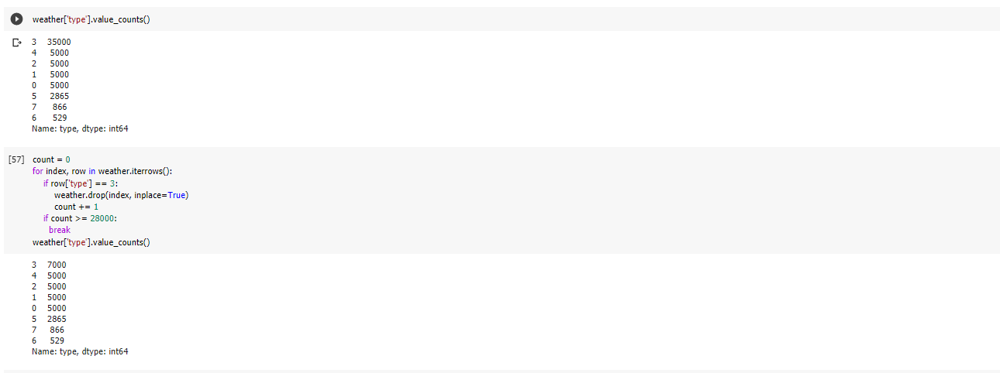 weather['type'].value_counts()
3 35000
4 5000
2 5000
1 5000
0 5000
5 2865
7 866
6 529
Name: type, dtype: int64
[57] count = 0
for index, row in weather.iterrows():
if row['type'] == 3:
weather.drop(index, inplace=True)
count += 1
if count >= 28000:
break
weather['type'].value_counts()
3 7000
4 5000
2 5000
1 5000
0 5000
5 2865
7 866
6 529
Name: type, dtype: int64